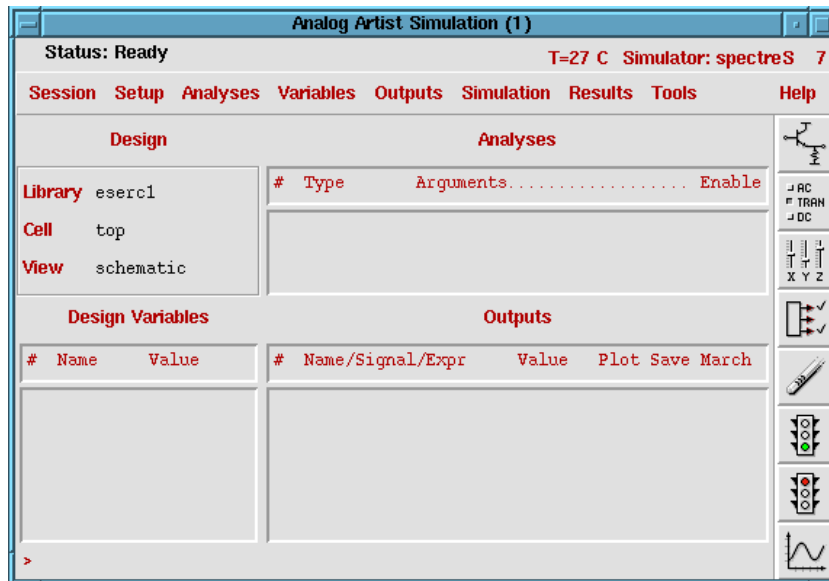 Analog Artist Simulation (1)
Status: Ready
T=27 C Simulator: spectreS 7
Session Setup Analyses Variables Outputs Simulation Results Tools Help
Design
Analyses
Library eserc1
Cell top
View schematic
# Type Arguments.................. Enable
AC
TRAN
DC
X Y Z
Design Variables
Outputs
# Name Value
# Name/Signal/Expr Value Plot Save March
>